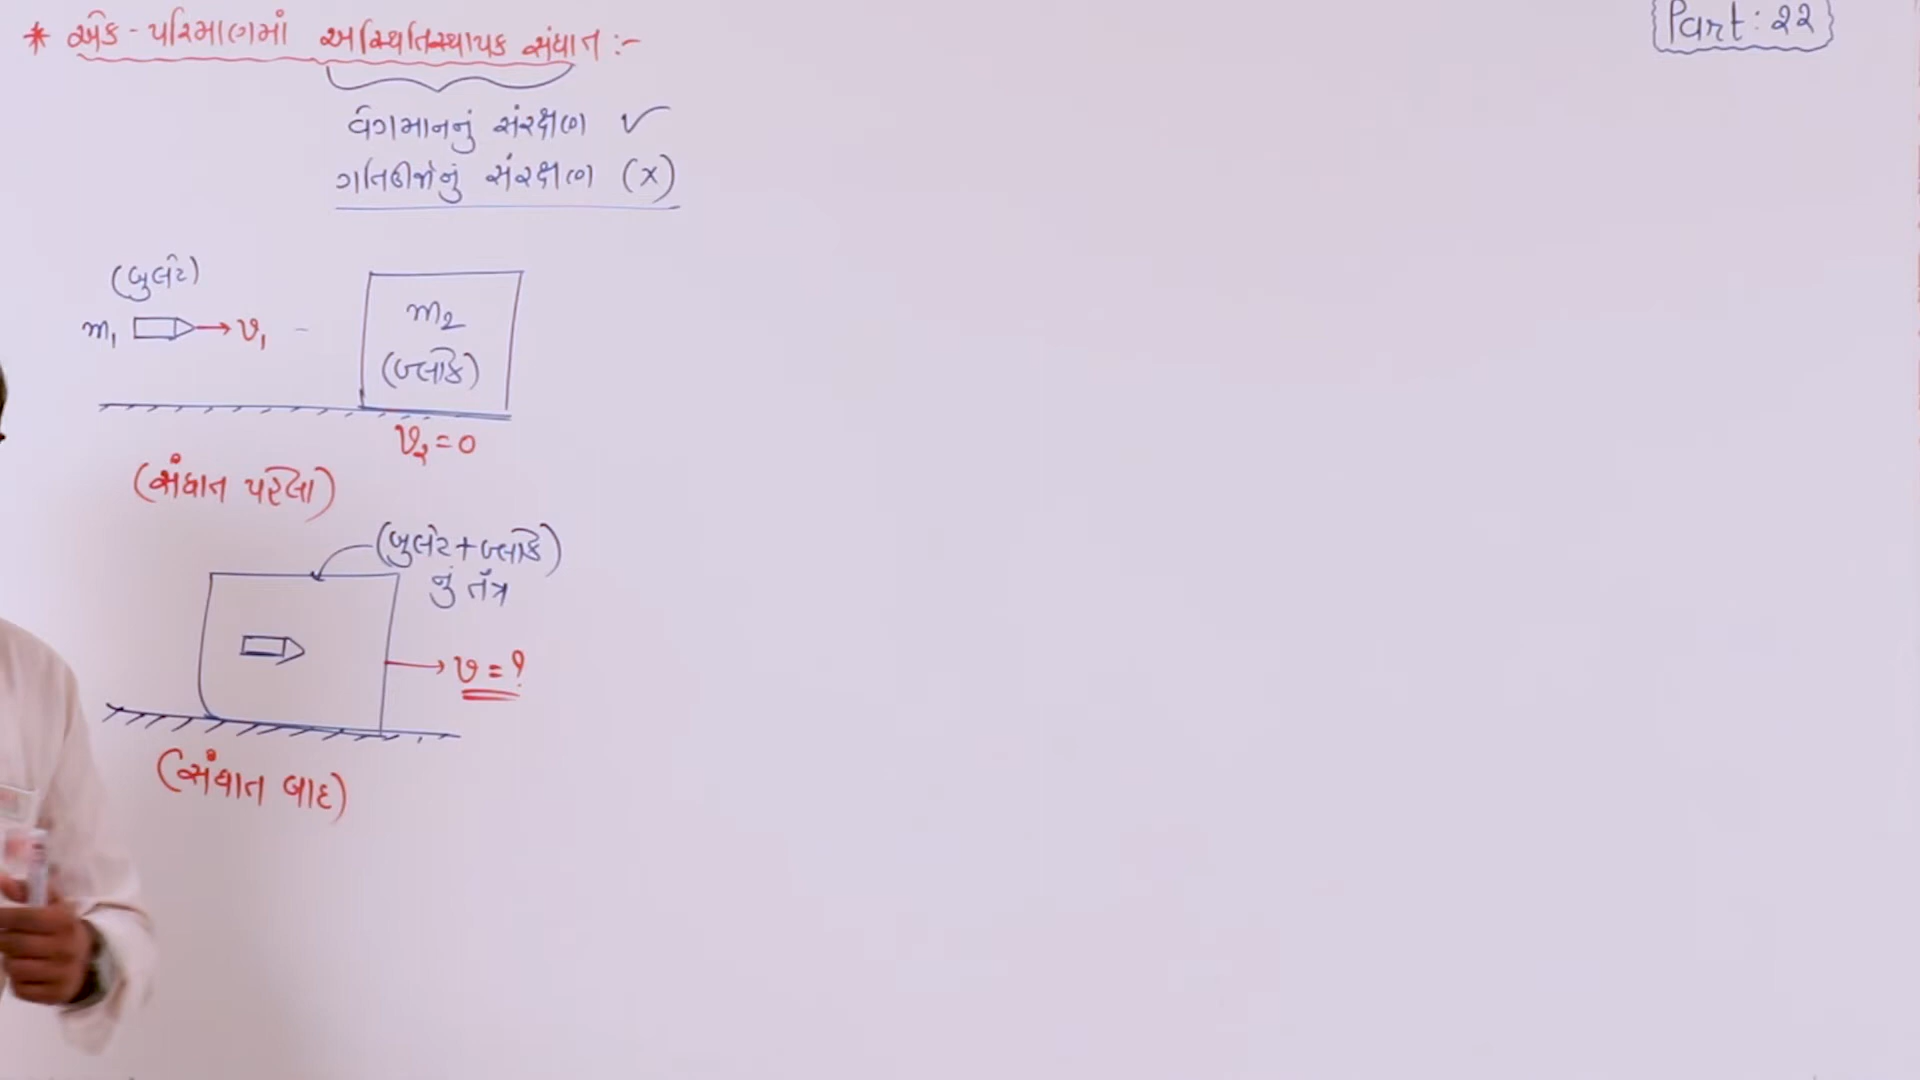 * એક-પરિમાણમાં અસ્થિતિસ્થાપક સંઘાત :-
Part : 22
વેગમાનનું સંરક્ષણ ✓
ગતિઊર્જાનું સંરક્ષણ (x)
(બુલેટ)
m₁ → v₁
m₂
(બ્લોક)
v₂ = 0
(સંઘાત પહેલા)
(બુલેટ + બ્લોક)
નું તંત્ર
→ v = ?
(સંઘાત બાદ)